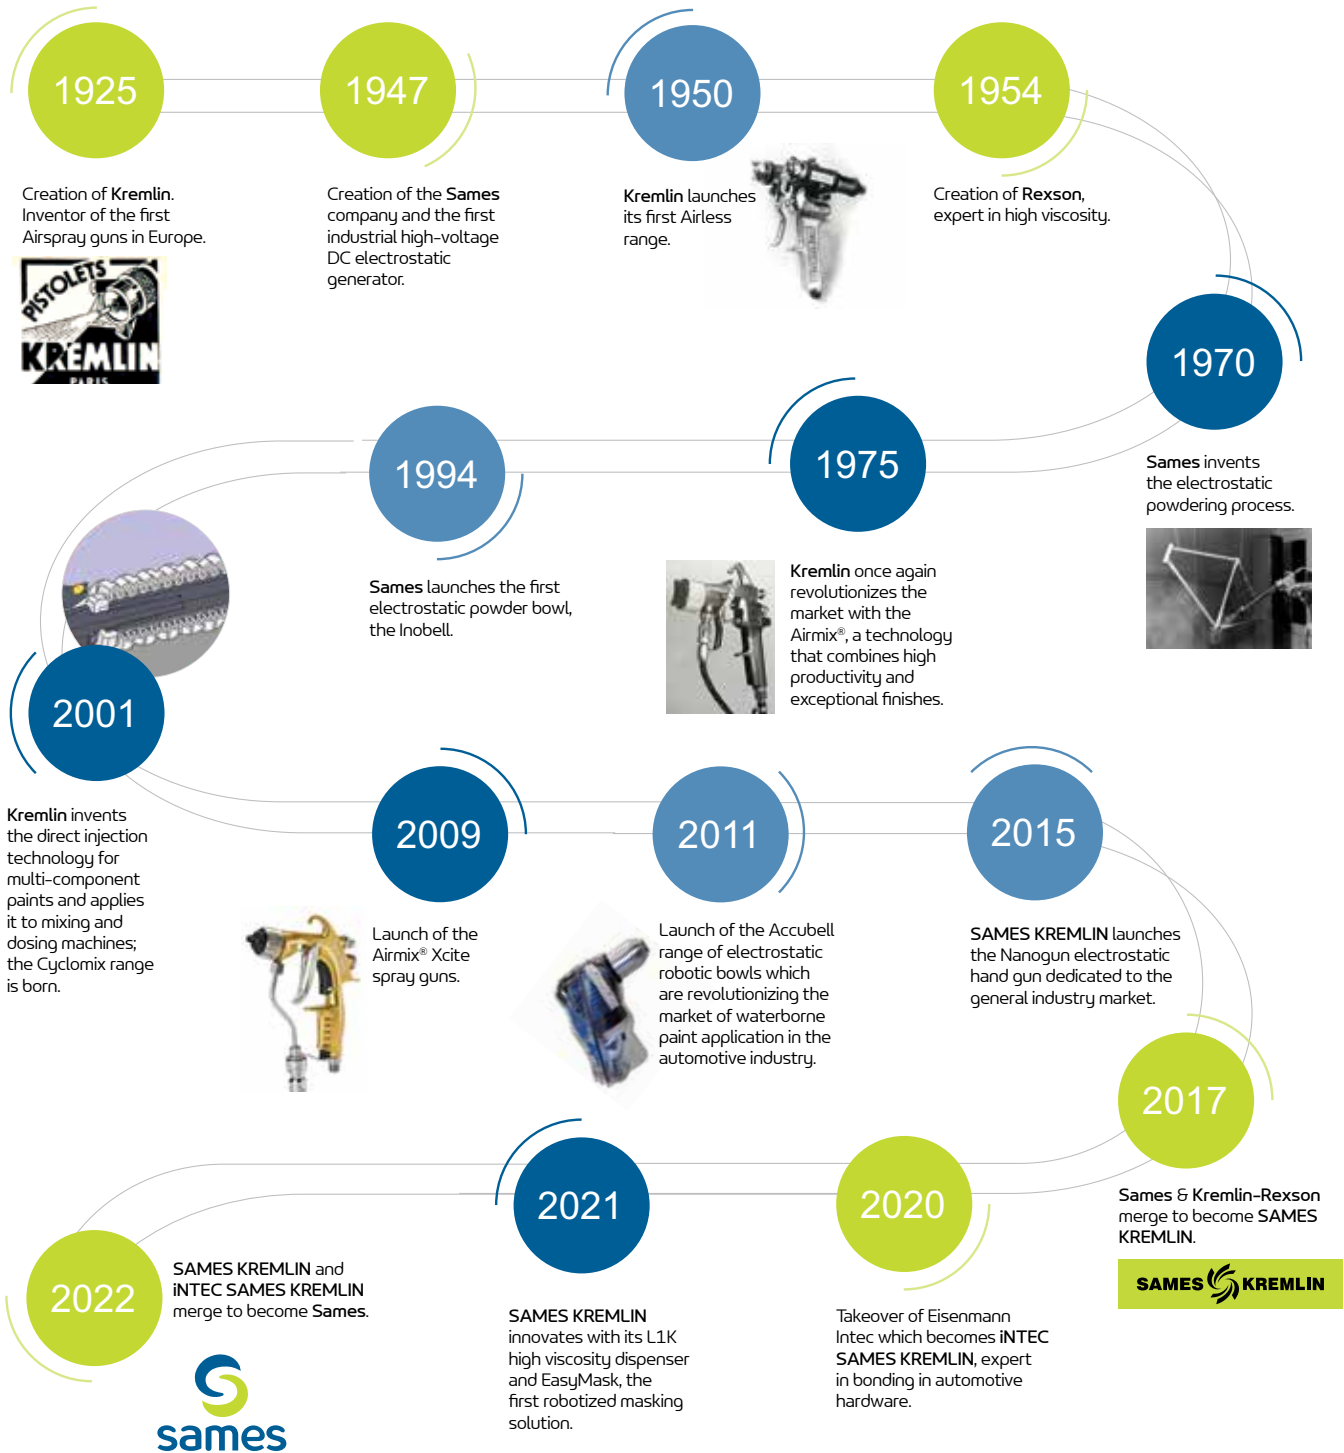 1925
Creation of Kremlin.
Inventor of the first
Airspray guns in Europe.
PISTOLETS
KREMLIN
PARIS
1947
Creation of the Sames
company and the first
industrial high-voltage
DC electrostatic
generator.
1950
Kremlin launches
its first Airless
range.
1954
Creation of Rexson,
expert in high viscosity.
1970
Sames invents
the electrostatic
powdering process.
1975
Kremlin once again
revolutionizes the
market with the
Airmix®, a technology
that combines high
productivity and
exceptional finishes.
1994
Sames launches the first
electrostatic powder bowl,
the Inobell.
2001
Kremlin invents
the direct injection
technology for
multi-component
paints and applies
it to mixing and
dosing machines;
the Cyclomix range
is born.
2009
Launch of the
Airmix® Xcite
spray guns.
2011
Launch of the Accubell
range of electrostatic
robotic bowls which
are revolutionizing the
market of waterborne
paint application in the
automotive industry.
2015
SAMES KREMLIN launches
the Nanogun electrostatic
hand gun dedicated to the
general industry market.
2017
Sames & Kremlin-Rexson
merge to become SAMES
KREMLIN.
SAMES KREMLIN
2020
Takeover of Eisenmann
Intec which becomes iNTEC
SAMES KREMLIN, expert
in bonding in automotive
hardware.
2021
SAMES KREMLIN
innovates with its L1K
high viscosity dispenser
and EasyMask, the
first robotized masking
solution.
2022
SAMES KREMLIN and
iNTEC SAMES KREMLIN
merge to become Sames.
sames